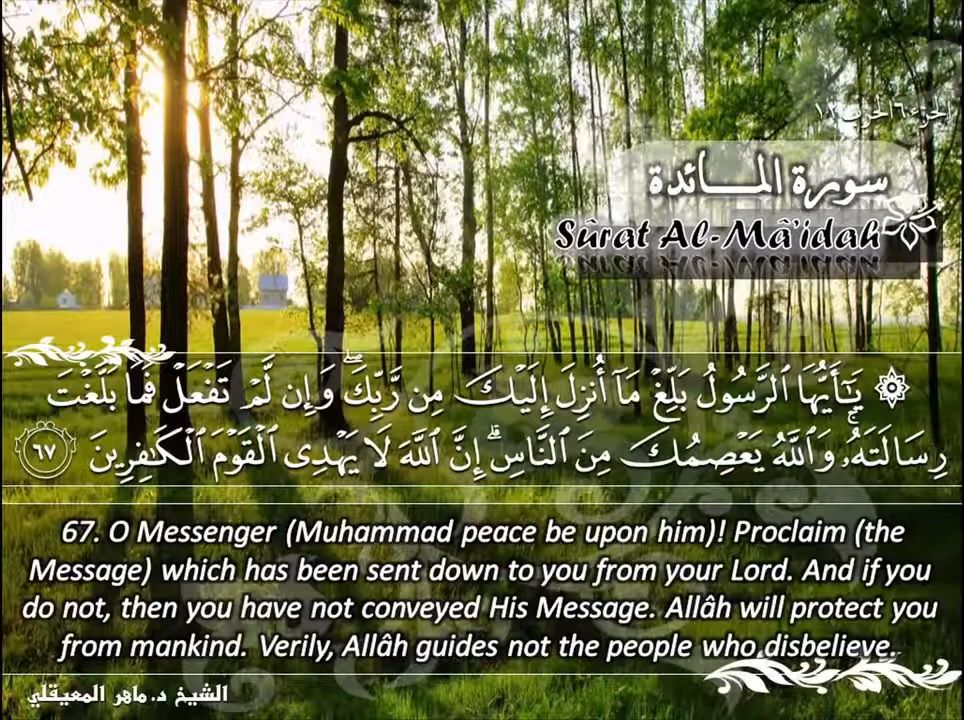 الجزء ٦ الحزب ١٢
سورة المـــائدة
Sûrat Al-Mâ'idah
۞ يَـٰٓأَيُّهَا ٱلرَّسُولُ بَلِّغْ مَآ أُنزِلَ إِلَيْكَ مِن رَّبِّكَ ۖ وَإِن لَّمْ تَفْعَلْ فَمَا بَلَّغْتَ
رِسَالَتَهُۥ ۚ وَٱللَّهُ يَعْصِمُكَ مِنَ ٱلنَّاسِ ۗ إِنَّ ٱللَّهَ لَا يَهْدِى ٱلْقَوْمَ ٱلْكَـٰفِرِينَ ٦٧
67. O Messenger (Muhammad peace be upon him)! Proclaim (the
Message) which has been sent down to you from your Lord. And if you
do not, then you have not conveyed His Message. Allâh will protect you
from mankind. Verily, Allâh guides not the people who disbelieve.
الشيخ د. ماهر المعيقلي